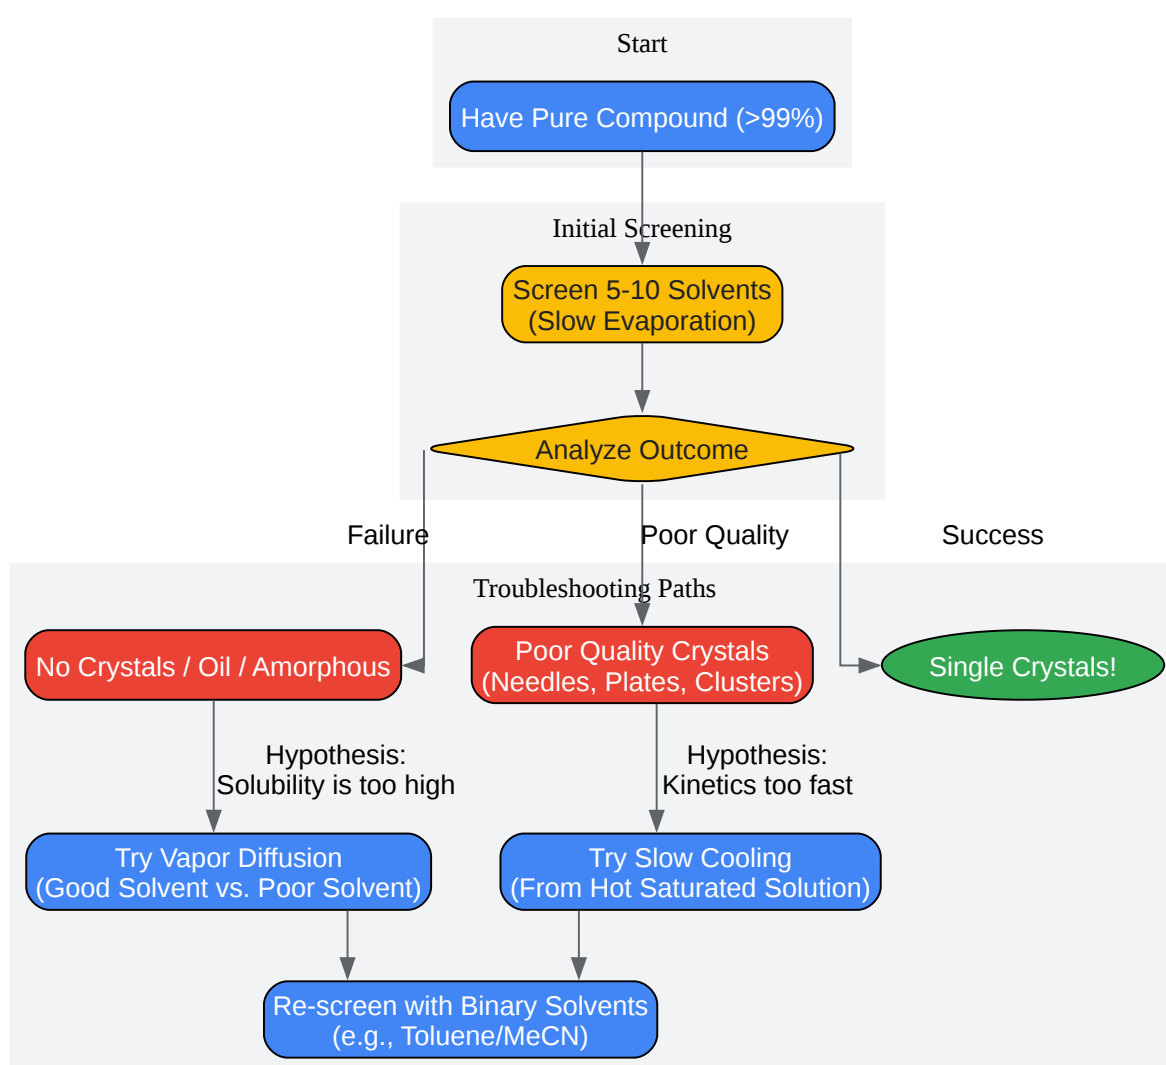 Start
Have Pure Compound (>99%)
Initial Screening
Screen 5-10 Solvents
(Slow Evaporation)
Analyze Outcome
Failure
Poor Quality
Success
Troubleshooting Paths
No Crystals / Oil / Amorphous
Poor Quality Crystals
(Needles, Plates, Clusters)
Single Crystals!
Hypothesis:
Solubility is too high
Hypothesis:
Kinetics too fast
Try Vapor Diffusion
(Good Solvent vs. Poor Solvent)
Try Slow Cooling
(From Hot Saturated Solution)
Re-screen with Binary Solvents
(e.g., Toluene/MeCN)